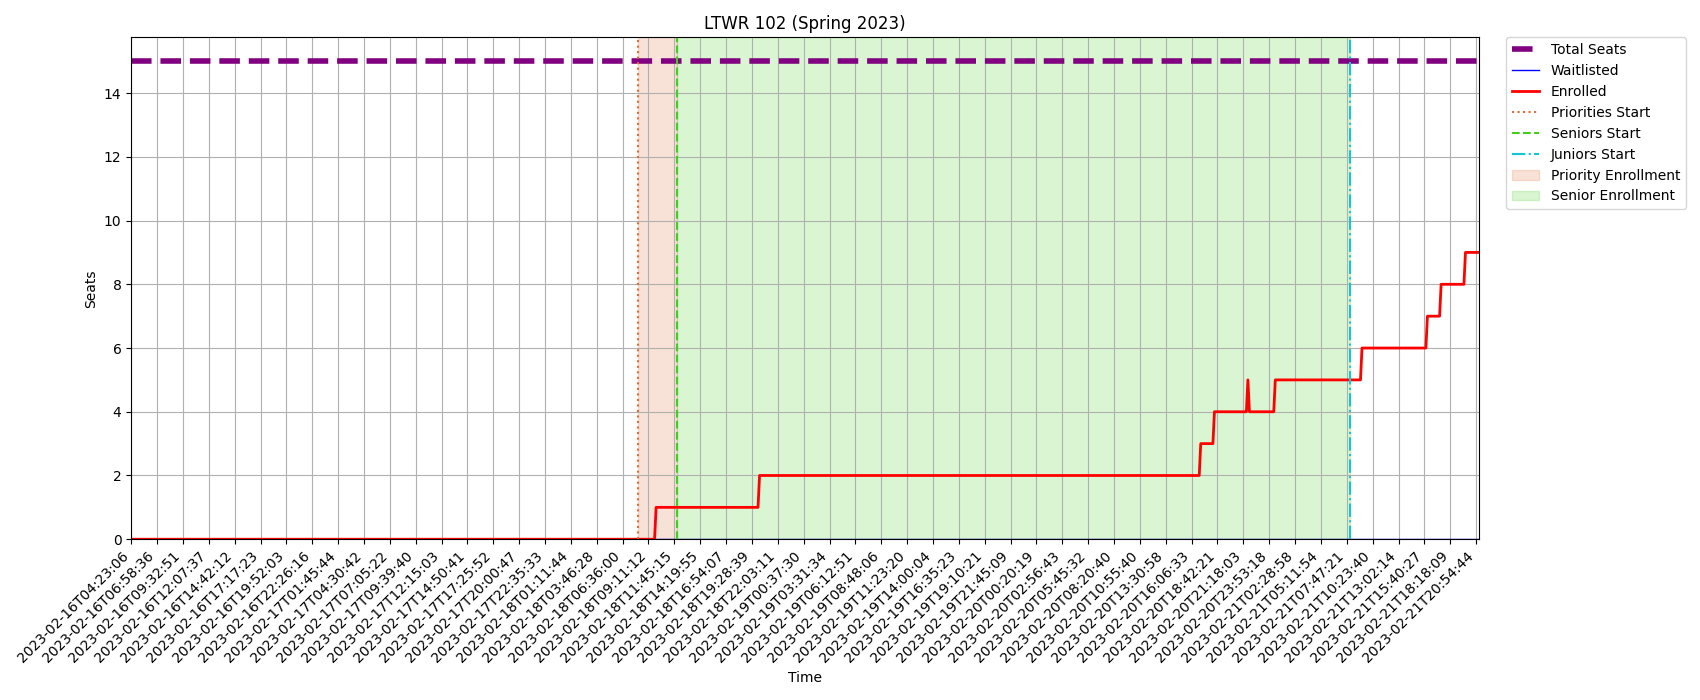 LTWR 102 (Spring 2023)
Total Seats
Waitlisted
Enrolled
Priorities Start
Seniors Start
Juniors Start
Priority Enrollment
Senior Enrollment
Seats
14
12
10
8
6
4
2
0
2023-02-16T04:23:06
2023-02-16T06:58:36
2023-02-16T09:32:51
2023-02-16T12:07:37
2023-02-16T14:42:12
2023-02-16T17:17:23
2023-02-16T19:52:03
2023-02-16T22:26:16
2023-02-17T01:45:44
2023-02-17T04:30:42
2023-02-17T07:05:22
2023-02-17T09:39:40
2023-02-17T12:15:03
2023-02-17T14:50:41
2023-02-17T17:25:52
2023-02-17T20:00:47
2023-02-17T22:35:33
2023-02-18T01:11:44
2023-02-18T03:46:28
2023-02-18T06:36:00
2023-02-18T09:11:12
2023-02-18T11:45:15
2023-02-18T14:19:55
2023-02-18T16:54:07
2023-02-18T19:28:39
2023-02-18T22:03:11
2023-02-19T00:37:30
2023-02-19T03:31:34
2023-02-19T06:12:51
2023-02-19T08:48:06
2023-02-19T11:23:20
2023-02-19T14:00:04
2023-02-19T16:35:23
2023-02-19T19:10:21
2023-02-19T21:45:09
2023-02-20T00:20:19
2023-02-20T02:56:43
2023-02-20T05:45:32
2023-02-20T08:20:40
2023-02-20T10:55:40
2023-02-20T13:30:58
2023-02-20T16:06:33
2023-02-20T18:42:21
2023-02-20T21:18:03
2023-02-20T23:53:18
2023-02-21T02:28:58
2023-02-21T05:11:54
2023-02-21T07:47:21
2023-02-21T10:23:40
2023-02-21T13:02:14
2023-02-21T15:40:27
2023-02-21T18:18:09
2023-02-21T20:54:44
Time